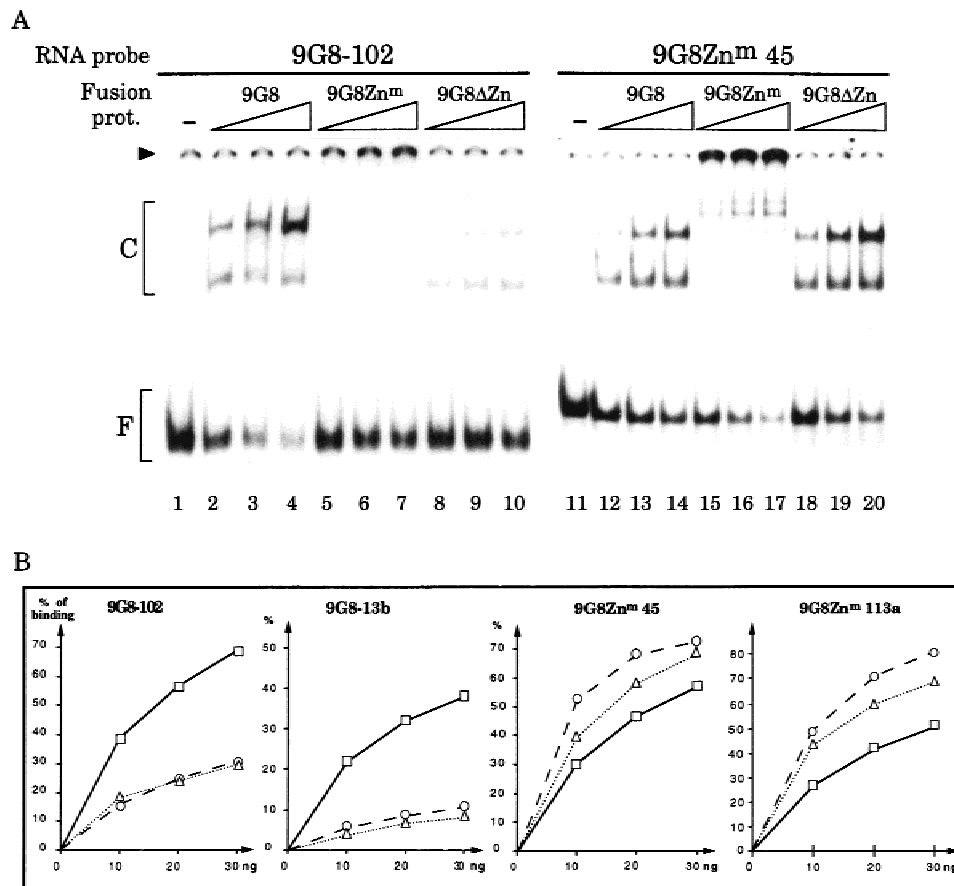 A
RNA probe 9G8-102 9G8Znᵐ 45
Fusion prot. – 9G8 9G8Znᵐ 9G8ΔZn – 9G8 9G8Znᵐ 9G8ΔZn
C
F
1 2 3 4 5 6 7 8 9 10 11 12 13 14 15 16 17 18 19 20
B
% of binding 9G8-102
70
60
50
40
30
20
10
0
0 10 20 30 ng
% 9G8-13b
50
40
30
20
10
0
0 10 20 30 ng
% 9G8Znᵐ 45
70
60
50
40
30
20
10
0
0 10 20 30 ng
9G8Znᵐ 113a
80
70
60
50
40
30
20
10
0
0 10 20 30 ng